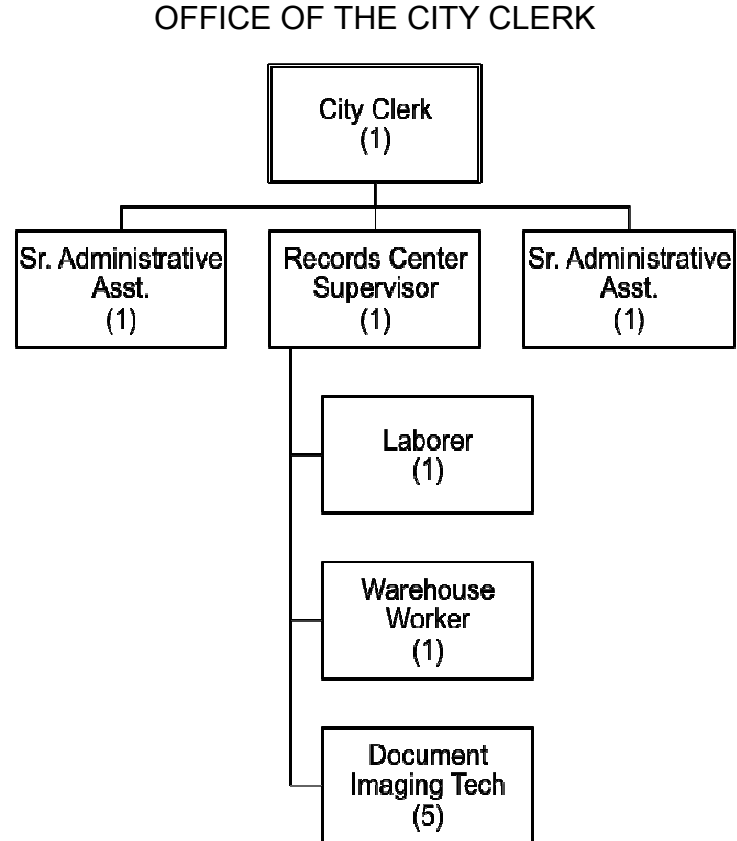 OFFICE OF THE CITY CLERK
City Clerk
(1)
Sr. Administrative
Asst.
(1)
Records Center
Supervisor
(1)
Sr. Administrative
Asst.
(1)
Laborer
(1)
Warehouse
Worker
(1)
Document
Imaging Tech
(5)